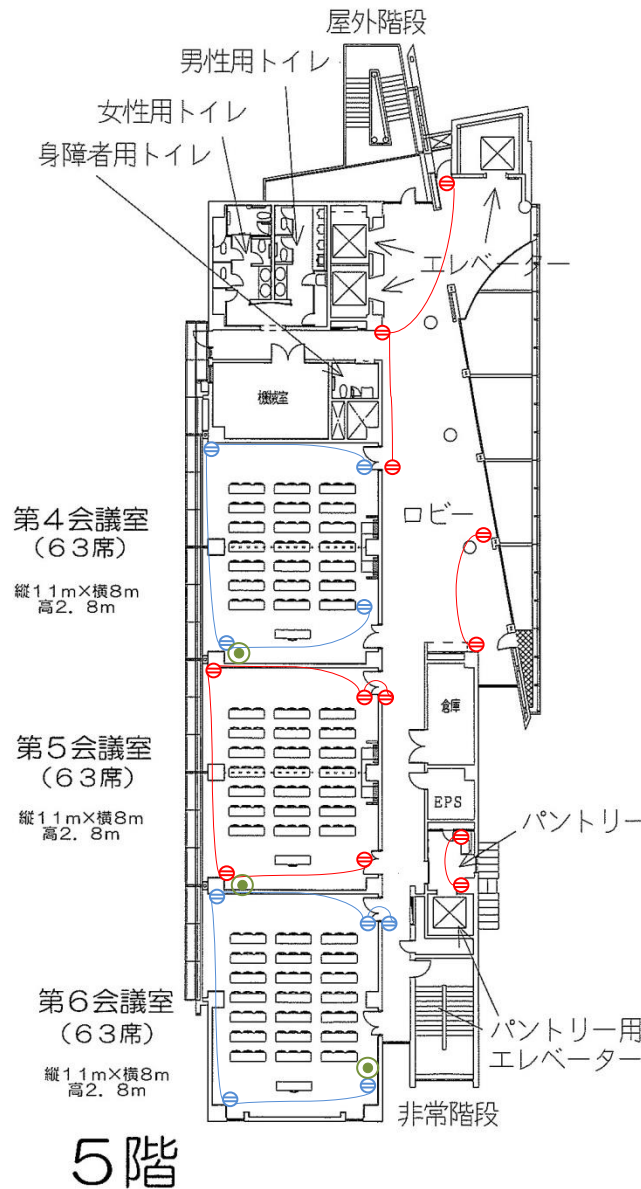 屋外階段
男性用トイレ
女性用トイレ
身障者用トイレ
エレベーター
機械室
第4会議室
(63席)
縦11m×横8m
高2.8m
ロビー
第5会議室
(63席)
縦11m×横8m
高2.8m
倉庫
EPS
パントリー
第6会議室
(63席)
縦11m×横8m
高2.8m
パントリー用
エレベーター
非常階段
5階